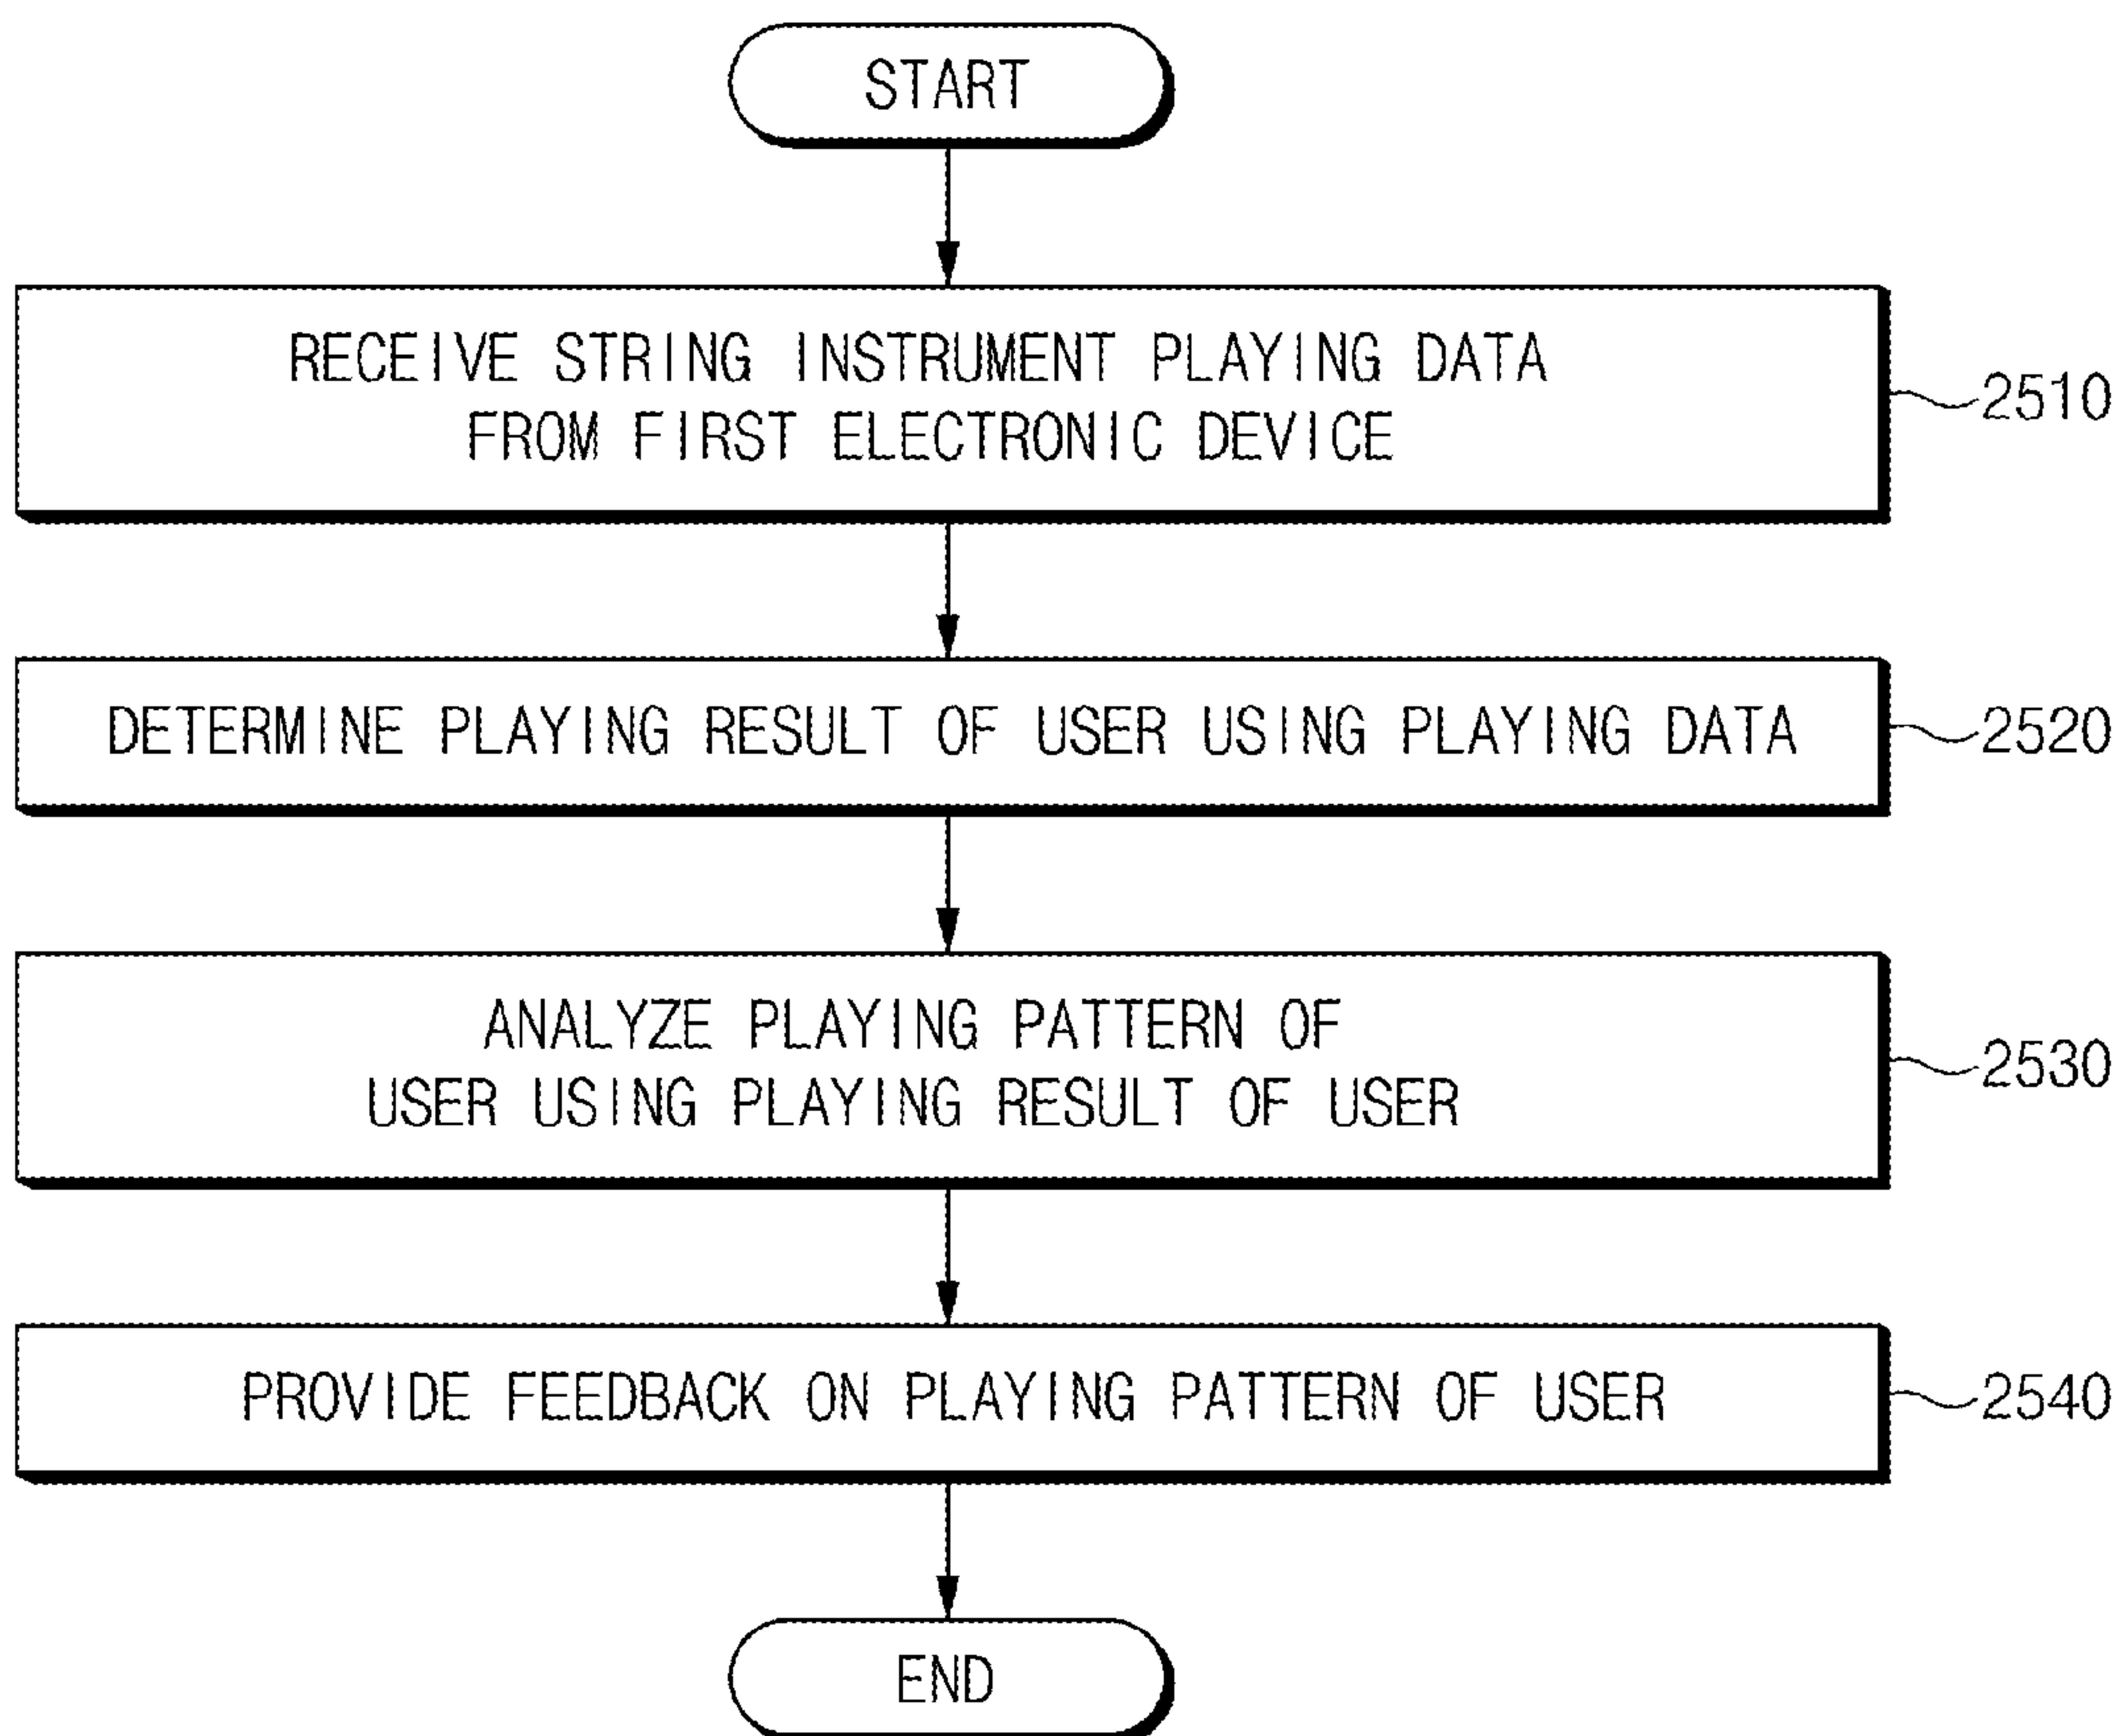 START
RECEIVE STRING INSTRUMENT PLAYING DATA
FROM FIRST ELECTRONIC DEVICE
2510
DETERMINE PLAYING RESULT OF USER USING PLAYING DATA
2520
ANALYZE PLAYING PATTERN OF
USER USING PLAYING RESULT OF USER
2530
PROVIDE FEEDBACK ON PLAYING PATTERN OF USER
2540
END